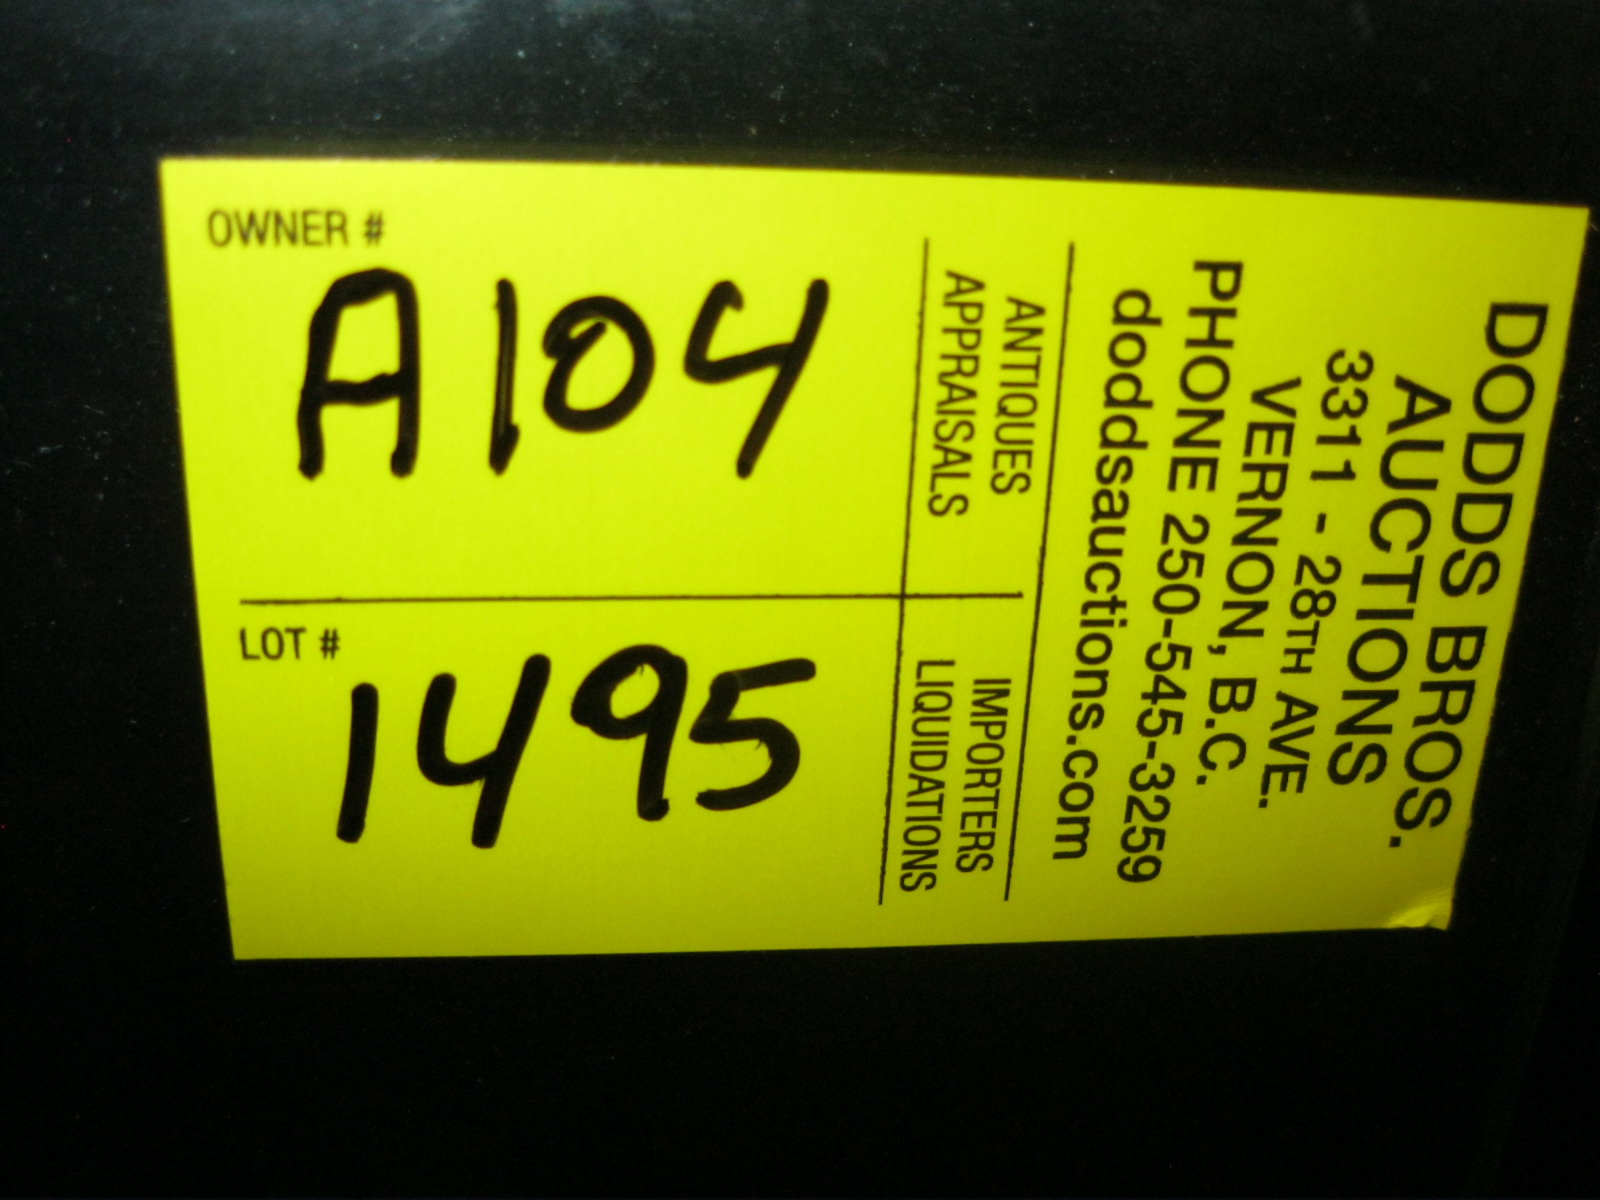 OWNER #
A104
LOT #
1495
DODDS BROS.
AUCTIONS
3311 - 28TH AVE.
VERNON, B.C.
PHONE 250-545-3259
doddsauctions.com
ANTIQUES
APPRAISALS
IMPORTERS
LIQUIDATIONS